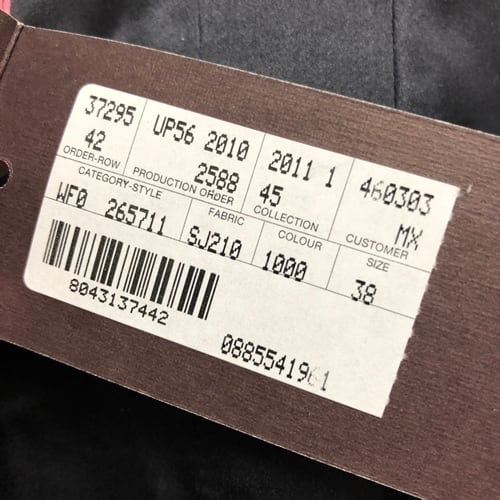 37295 UP56 2010 2011 1 460303
42 2588 45 MX
ORDER-ROW PRODUCTION ORDER COLLECTION CUSTOMER
CATEGORY-STYLE FABRIC COLOUR SIZE
WF0 265711 SJ210 1000 38
8043137442
0885541961